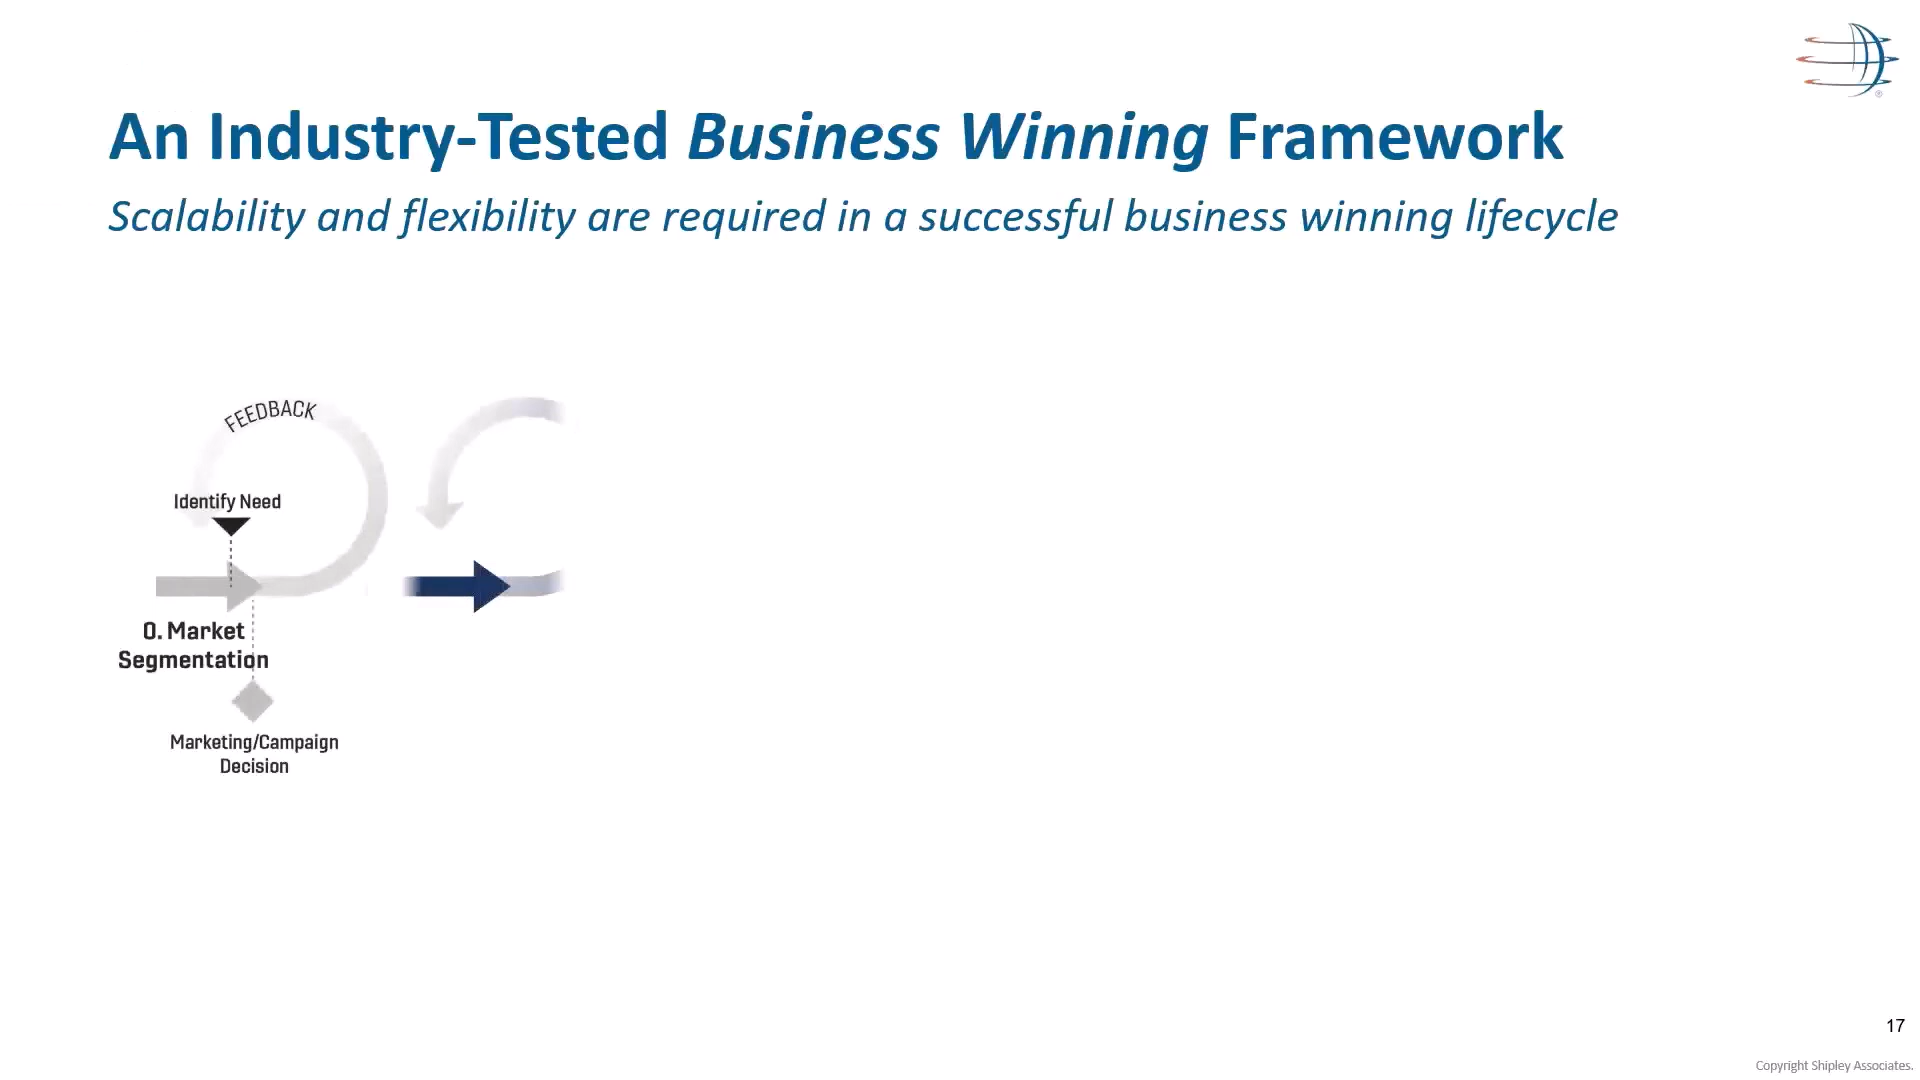 An Industry-Tested Business Winning Framework
Scalability and flexibility are required in a successful business winning lifecycle
FEEDBACK
Identify Need
0. Market
Segmentation
Marketing/Campaign
Decision
17
Copyright Shipley Associates.
®